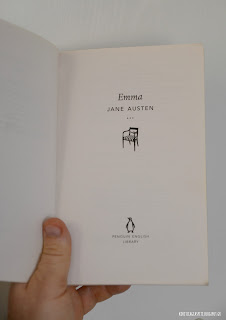 Emma
JANE AUSTEN
PENGUIN ENGLISH
LIBRARY